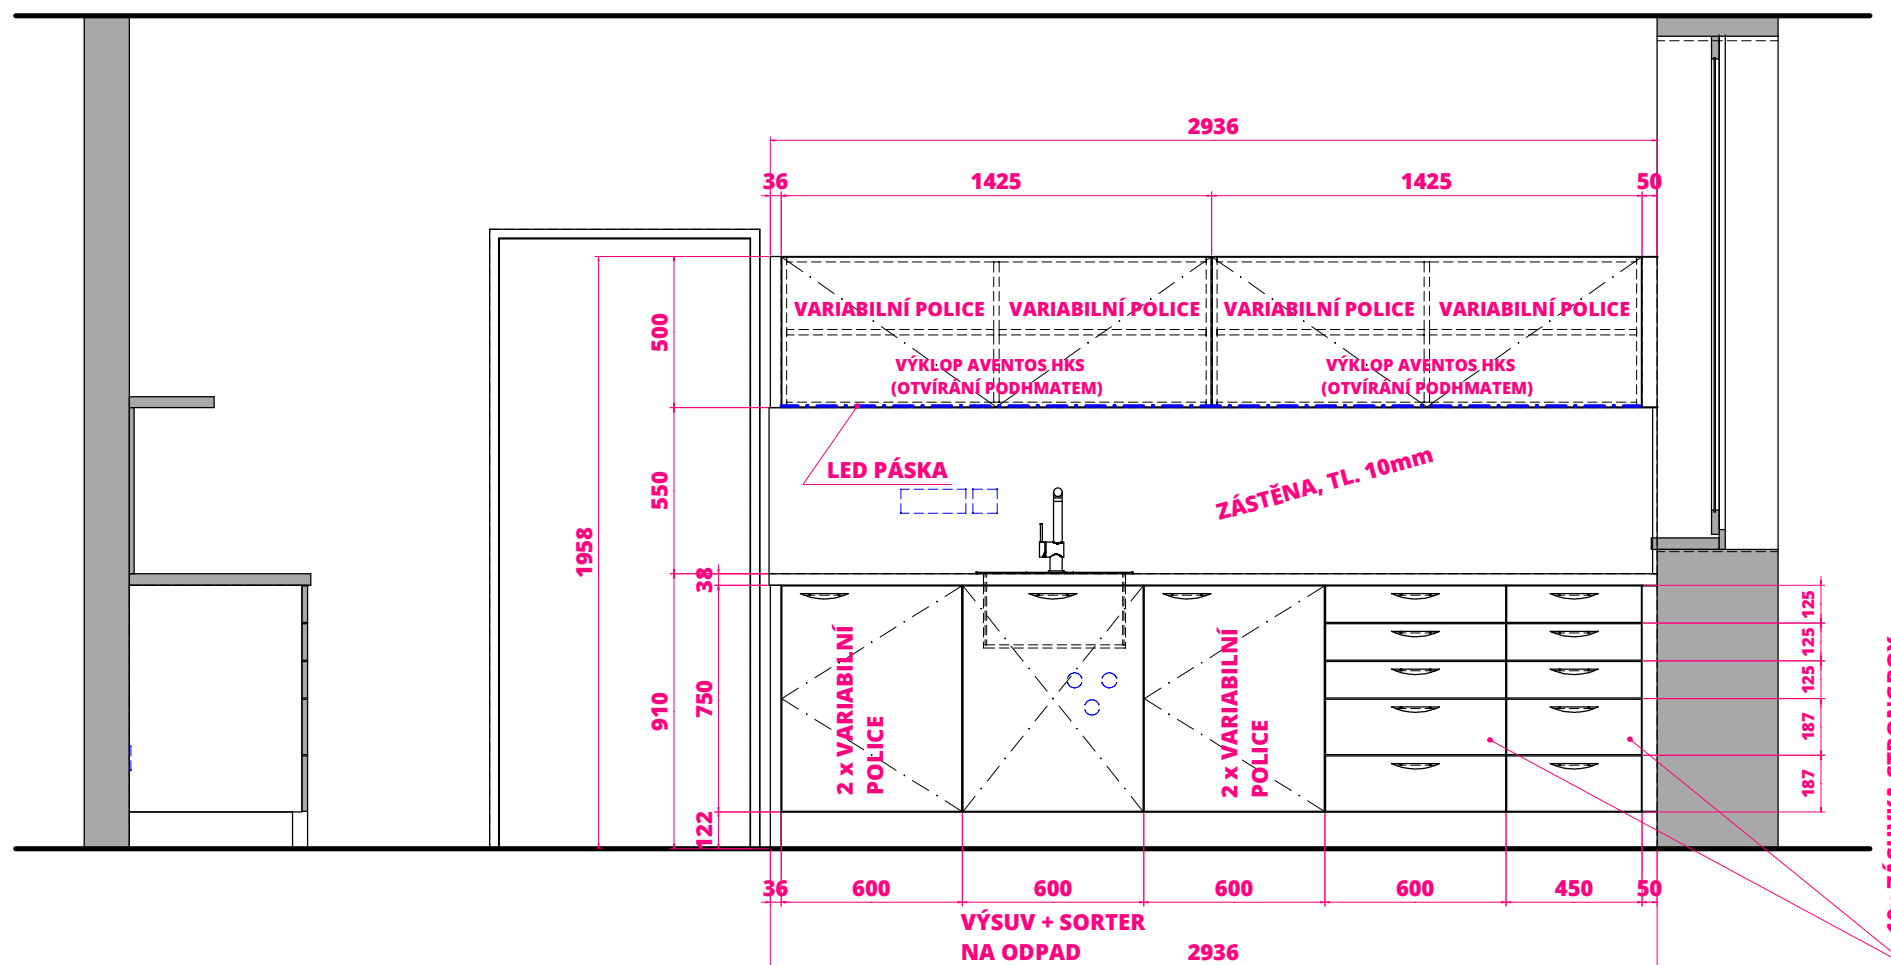 2936
36 1425 1425 50
VARIABILNÍ POLICE VARIABILNÍ POLICE VARIABILNÍ POLICE VARIABILNÍ POLICE
VÝKLOP AVENTOS HKS
(OTVÍRÁNÍ PODHMATEM)
VÝKLOP AVENTOS HKS
(OTVÍRÁNÍ PODHMATEM)
500
LED PÁSKA
ZÁSTĚNA, TL. 10mm
550
1958
38
910
750
122
2 x VARIABILNÍ
POLICE
2 x VARIABILNÍ
POLICE
125
125
125
187
187
36 600 600 600 600 450 50
VÝSUV + SORTER
NA ODPAD
2936